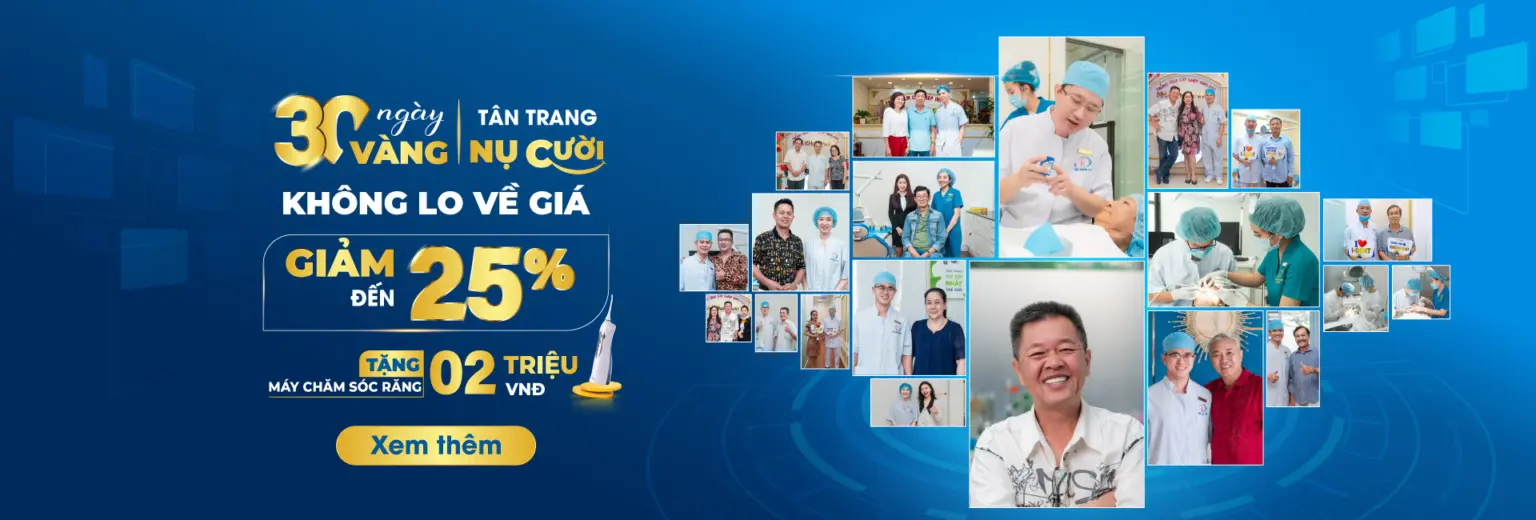 30 ngày
VÀNG
TÂN TRANG
NỤ CƯỜI
KHÔNG LO VỀ GIÁ
GIẢM
ĐẾN
25%
TẶNG
MÁY CHĂM SÓC RĂNG
02 TRIỆU
VNĐ
Xem thêm